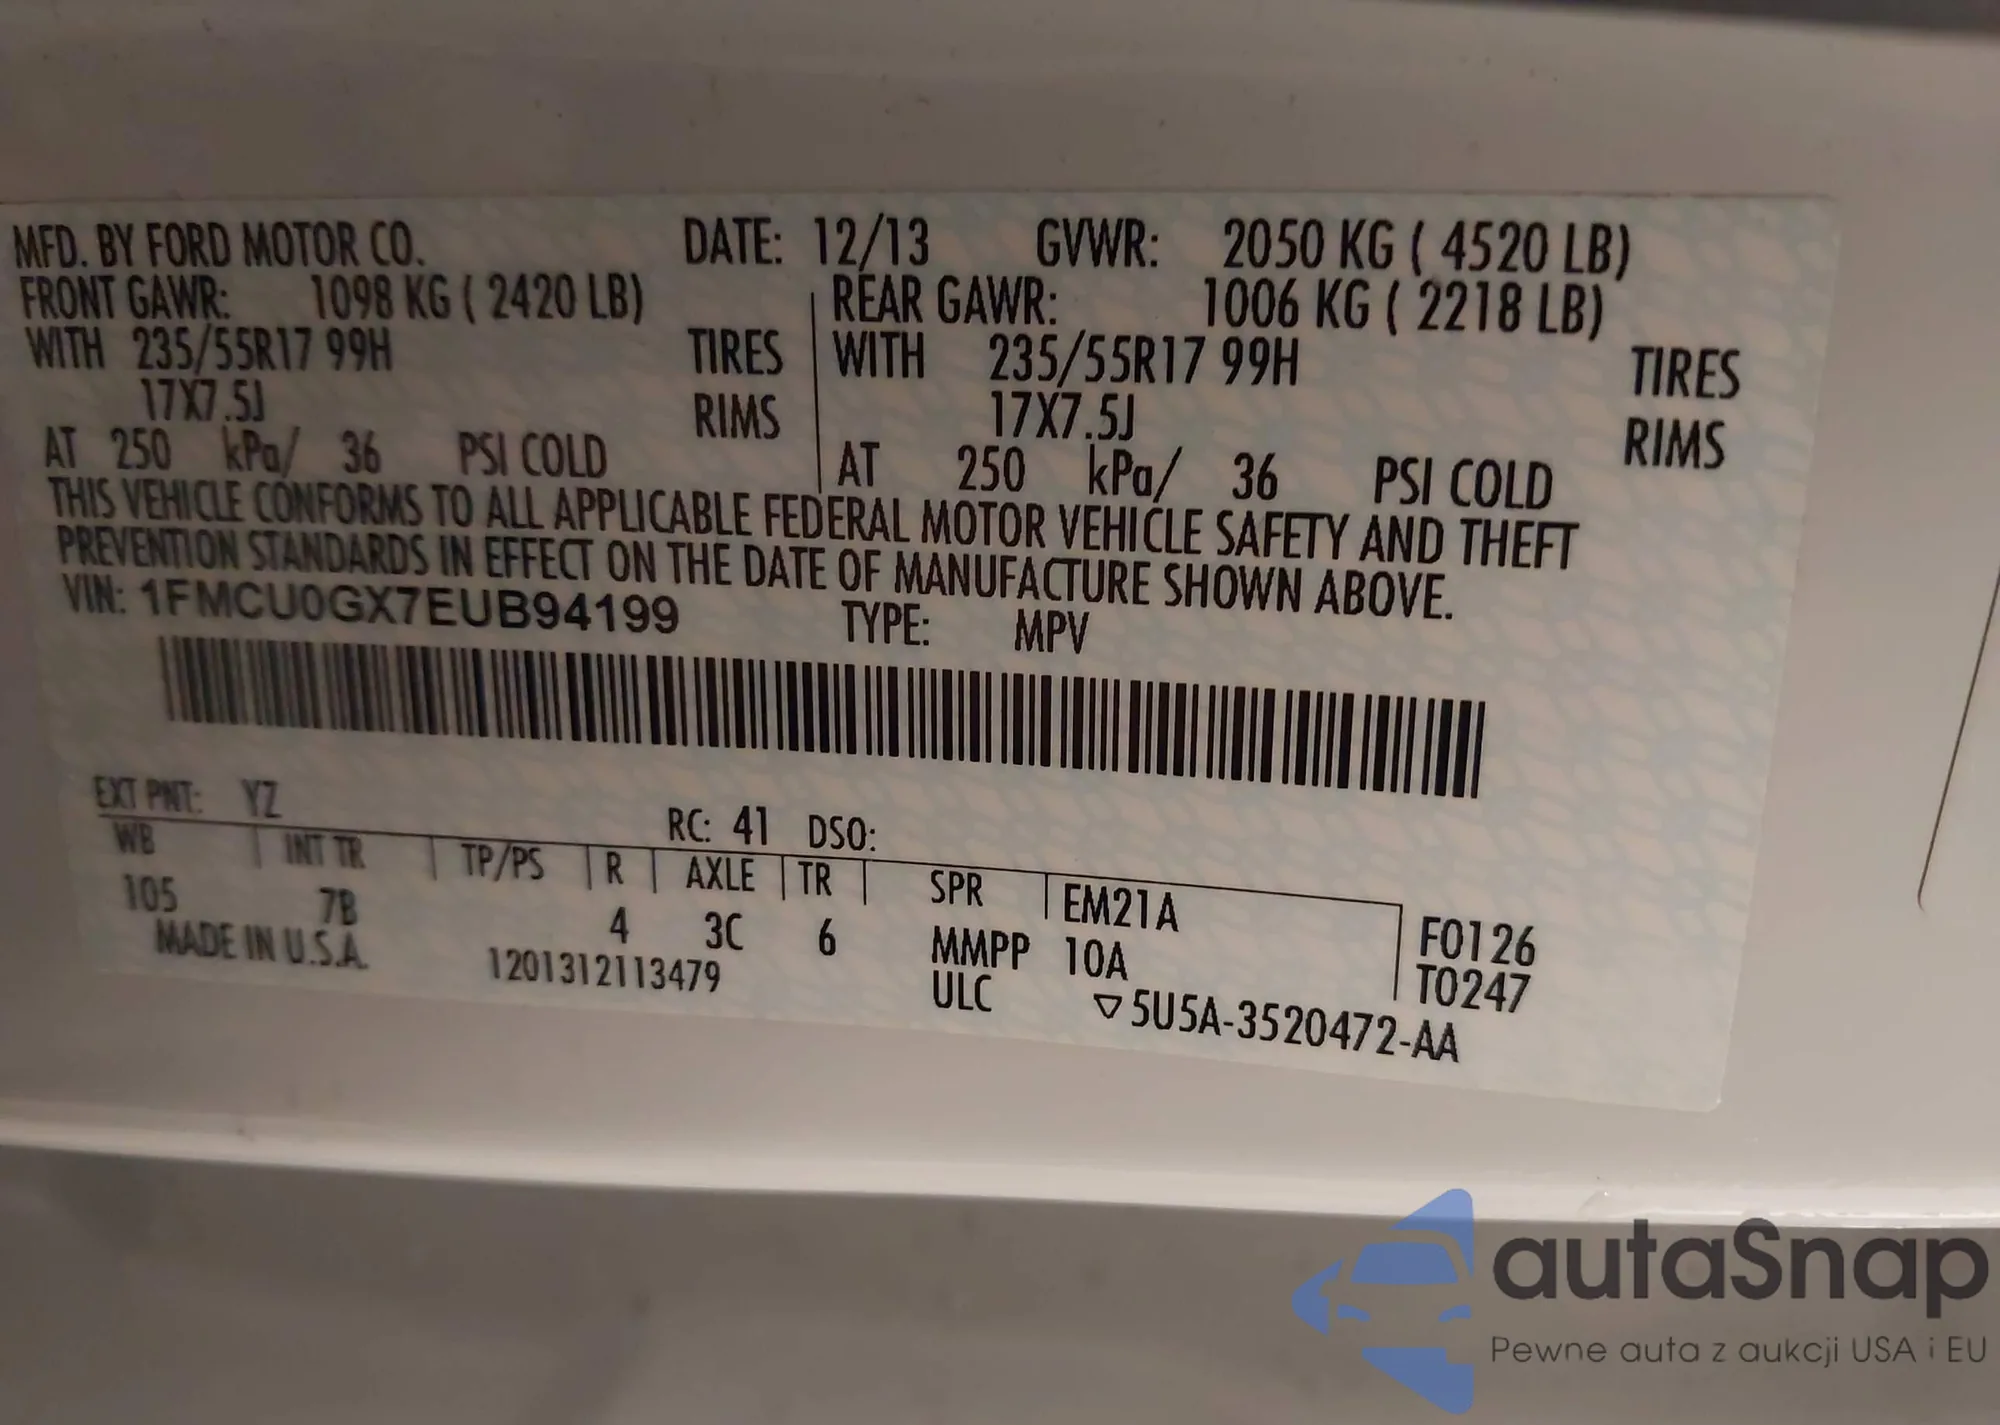 MFD. BY FORD MOTOR CO. DATE: 12/13 GVWR: 2050 KG ( 4520 LB)
FRONT GAWR: 1098 KG ( 2420 LB) REAR GAWR: 1006 KG ( 2218 LB)
WITH 235/55R17 99H TIRES WITH 235/55R17 99H TIRES
17X7.5J RIMS 17X7.5J RIMS
AT 250 kPa/ 36 PSI COLD AT 250 kPa/ 36 PSI COLD
THIS VEHICLE CONFORMS TO ALL APPLICABLE FEDERAL MOTOR VEHICLE SAFETY AND THEFT
PREVENTION STANDARDS IN EFFECT ON THE DATE OF MANUFACTURE SHOWN ABOVE.
VIN: 1FMCU0GX7EUB94199 TYPE: MPV
EXT PNT: YZ RC: 41 DSO:
WB INT TR TP/PS R AXLE TR SPR EM21A F0126
105 7B 4 3C 6 MMPP 10A T0247
MADE IN U.S.A. 1201312113479 ULC ▽5U5A-3520472-AA
autaSnap
Pewne auta z aukcji USA i EU